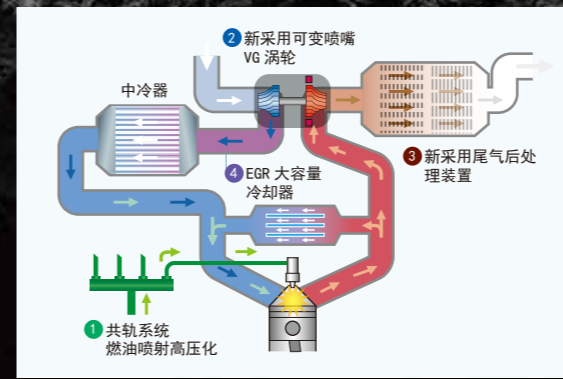 2 新采用可变喷嘴
VG 涡轮
中冷器
3 新采用尾气后处
理装置
4 EGR 大容量
冷却器
1 共轨系统
燃油喷射高压化